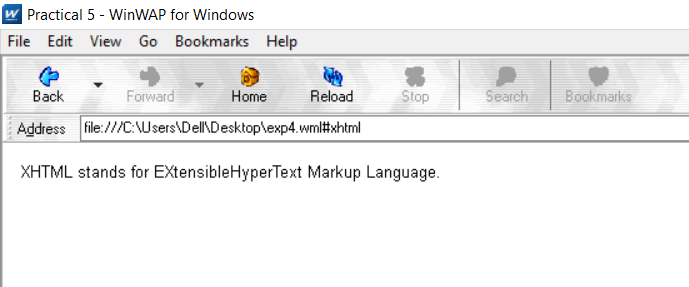 Practical 5 - WinWAP for Windows
File Edit View Go Bookmarks Help
Back Forward Home Reload Stop Search Bookmarks
Address file:///C:\Users\Dell\Desktop\exp4.wml#xhtml
XHTML stands for EXtensibleHyperText Markup Language.